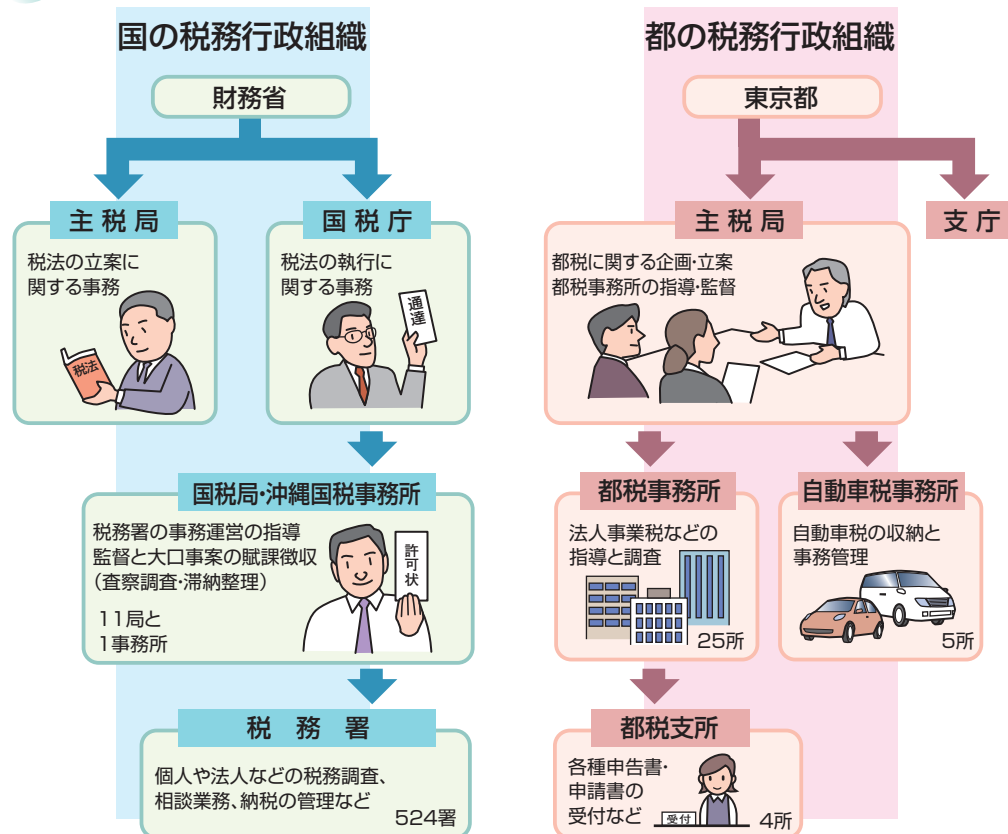 国の税務行政組織
財務省
主税局
税法の立案に
関する事務
税法
国税庁
税法の執行に
関する事務
通達
国税局・沖縄国税事務所
税務署の事務運営の指導
監督と大口事案の賦課徴収
(査察調査・滞納整理)
11局と
1事務所
許可状
税務署
個人や法人などの税務調査、
相談業務、納税の管理など
524署
都の税務行政組織
東京都
主税局
都税に関する企画・立案
都税事務所の指導・監督
支庁
都税事務所
法人事業税などの
指導と調査
25所
自動車税事務所
自動車税の収納と
事務管理
5所
都税支所
各種申告書・
申請書の
受付など
受付
4所